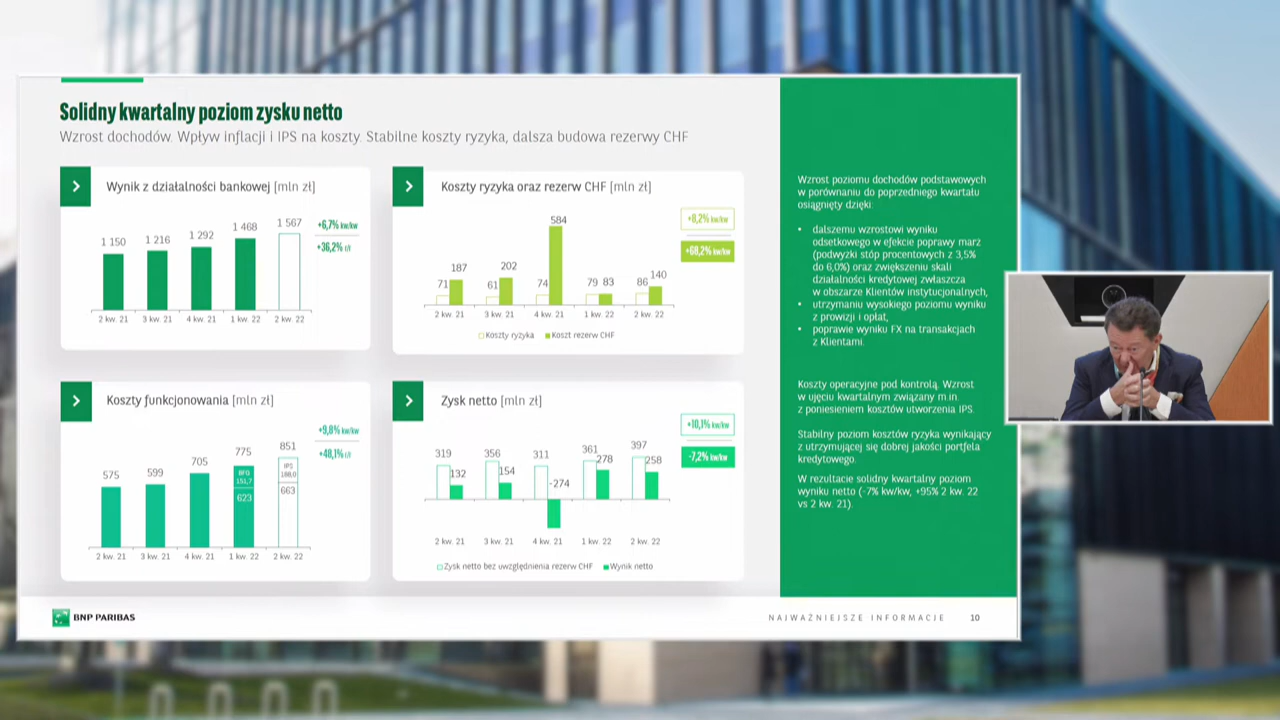 Solidny kwartalny poziom zysku netto
Wzrost dochodów. Wpływ inflacji i IPS na koszty. Stabilne koszty ryzyka, dalsza budowa rezerwy CHF
Wynik z działalności bankowej [mln zł]
1 150
1 216
1 292
1 468
1 567
+6,7% kw/kw
+36,2% r/r
2 kw. 21
3 kw. 21
4 kw. 21
1 kw. 22
2 kw. 22
Koszty ryzyka oraz rezerw CHF [mln zł]
71
187
61
202
74
584
79
83
86
140
+8,2% kw/kw
+68,2% kw/kw
2 kw. 21
3 kw. 21
4 kw. 21
1 kw. 22
2 kw. 22
Koszty ryzyka
Koszt rezerw CHF
Koszty funkcjonowania [mln zł]
575
599
705
775
BFG
151,7
623
851
IPS
188,0
663
+9,8% kw/kw
+48,1% r/r
2 kw. 21
3 kw. 21
4 kw. 21
1 kw. 22
2 kw. 22
Zysk netto [mln zł]
319
132
356
154
311
-274
361
278
397
258
+10,1% kw/kw
-7,2% kw/kw
2 kw. 21
3 kw. 21
4 kw. 21
1 kw. 22
2 kw. 22
Zysk netto bez uwzględnienia rezerw CHF
Wynik netto
Wzrost poziomu dochodów podstawowych
w porównaniu do poprzedniego kwartału
osiągnięty dzięki:
• dalszemu wzrostowi wyniku
odsetkowego w efekcie poprawy marż
(podwyżki stóp procentowych z 3,5%
do 6,0%) oraz zwiększeniu skali
działalności kredytowej zwłaszcza
w obszarze Klientów instytucjonalnych,
• utrzymaniu wysokiego poziomu wyniku
z prowizji i opłat,
• poprawie wyniku FX na transakcjach
z Klientami.
Koszty operacyjne pod kontrolą. Wzrost
w ujęciu kwartalnym związany m.in.
z poniesieniem kosztów utworzenia IPS.
Stabilny poziom kosztów ryzyka wynikający
z utrzymującej się dobrej jakości portfela
kredytowego.
W rezultacie solidny kwartalny poziom
wyniku netto (-7% kw/kw, +95% 2 kw. 22
vs 2 kw. 21).
BNP PARIBAS
NAJWAŻNIEJSZE INFORMACJE
10